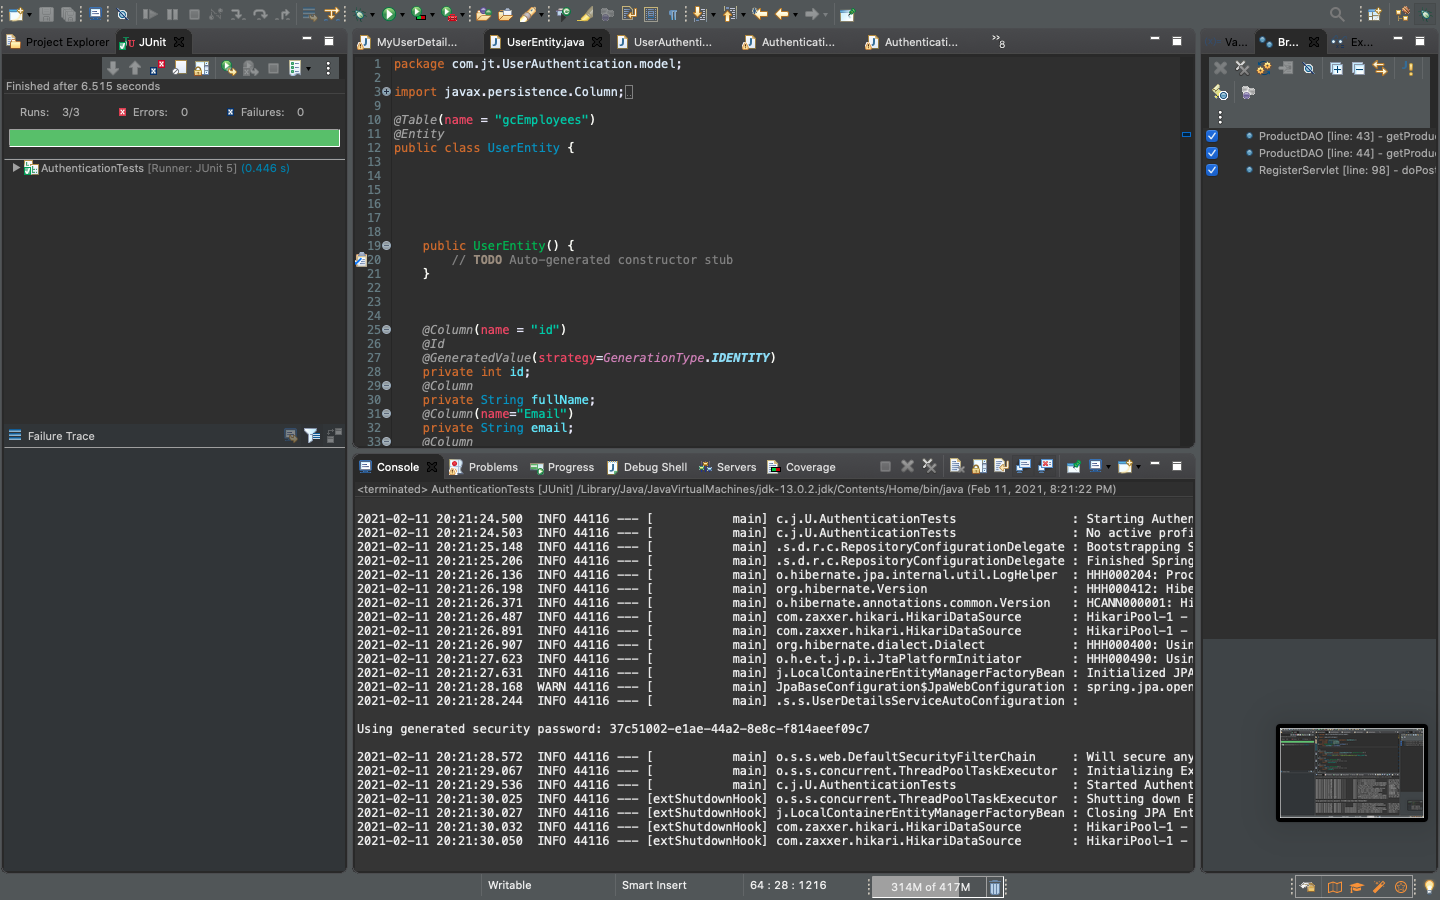 Project Explorer
JUnit
Finished after 6.515 seconds
Runs: 3/3
Errors: 0
Failures: 0
AuthenticationTests [Runner: JUnit 5] (0.446 s)
Failure Trace
MyUserDetail...
UserEntity.java
UserAuthenti...
Authenticati...
Authenticati...
»8
1 package com.jt.UserAuthentication.model;
2
3 import javax.persistence.Column;
9
10 @Table(name = "gcEmployees")
11 @Entity
12 public class UserEntity {
13
14
15
16
17
18
19 public UserEntity() {
20 // TODO Auto-generated constructor stub
21 }
22
23
24
25 @Column(name = "id")
26 @Id
27 @GeneratedValue(strategy=GenerationType.IDENTITY)
28 private int id;
29 @Column
30 private String fullName;
31 @Column(name="Email")
32 private String email;
33 @Column
Console
Problems
Progress
Debug Shell
Servers
Coverage
<terminated> AuthenticationTests [JUnit] /Library/Java/JavaVirtualMachines/jdk-13.0.2.jdk/Contents/Home/bin/java (Feb 11, 2021, 8:21:22 PM)
2021-02-11 20:21:24.500 INFO 44116 --- [ main] c.j.U.AuthenticationTests : Starting Authen
2021-02-11 20:21:24.503 INFO 44116 --- [ main] c.j.U.AuthenticationTests : No active profi
2021-02-11 20:21:25.148 INFO 44116 --- [ main] .s.d.r.c.RepositoryConfigurationDelegate : Bootstrapping S
2021-02-11 20:21:25.206 INFO 44116 --- [ main] .s.d.r.c.RepositoryConfigurationDelegate : Finished Spring
2021-02-11 20:21:26.136 INFO 44116 --- [ main] o.hibernate.jpa.internal.util.LogHelper : HHH000204: Proc
2021-02-11 20:21:26.198 INFO 44116 --- [ main] org.hibernate.Version : HHH000412: Hibe
2021-02-11 20:21:26.371 INFO 44116 --- [ main] o.hibernate.annotations.common.Version : HCANN000001: Hi
2021-02-11 20:21:26.487 INFO 44116 --- [ main] com.zaxxer.hikari.HikariDataSource : HikariPool-1 -
2021-02-11 20:21:26.891 INFO 44116 --- [ main] com.zaxxer.hikari.HikariDataSource : HikariPool-1 -
2021-02-11 20:21:26.907 INFO 44116 --- [ main] org.hibernate.dialect.Dialect : HHH000400: Usin
2021-02-11 20:21:27.623 INFO 44116 --- [ main] o.h.e.t.j.p.i.JtaPlatformInitiator : HHH000490: Usin
2021-02-11 20:21:27.631 INFO 44116 --- [ main] j.LocalContainerEntityManagerFactoryBean : Initialized JPA
2021-02-11 20:21:28.168 WARN 44116 --- [ main] JpaBaseConfiguration$JpaWebConfiguration : spring.jpa.open
2021-02-11 20:21:28.244 INFO 44116 --- [ main] .s.s.UserDetailsServiceAutoConfiguration :
Using generated security password: 37c51002-e1ae-44a2-8e8c-f814aeef09c7
2021-02-11 20:21:28.572 INFO 44116 --- [ main] o.s.s.web.DefaultSecurityFilterChain : Will secure any
2021-02-11 20:21:29.067 INFO 44116 --- [ main] o.s.s.concurrent.ThreadPoolTaskExecutor : Initializing Ex
2021-02-11 20:21:29.536 INFO 44116 --- [ main] c.j.U.AuthenticationTests : Started Authent
2021-02-11 20:21:30.025 INFO 44116 --- [extShutdownHook] o.s.s.concurrent.ThreadPoolTaskExecutor : Shutting down E
2021-02-11 20:21:30.027 INFO 44116 --- [extShutdownHook] j.LocalContainerEntityManagerFactoryBean : Closing JPA Ent
2021-02-11 20:21:30.032 INFO 44116 --- [extShutdownHook] com.zaxxer.hikari.HikariDataSource : HikariPool-1 -
2021-02-11 20:21:30.050 INFO 44116 --- [extShutdownHook] com.zaxxer.hikari.HikariDataSource : HikariPool-1 -
Va...
Br...
Ex...
ProductDAO [line: 43] - getProdu
ProductDAO [line: 44] - getProdu
RegisterServlet [line: 98] - doPost
Writable
Smart Insert
64 : 28 : 1216
314M of 417M